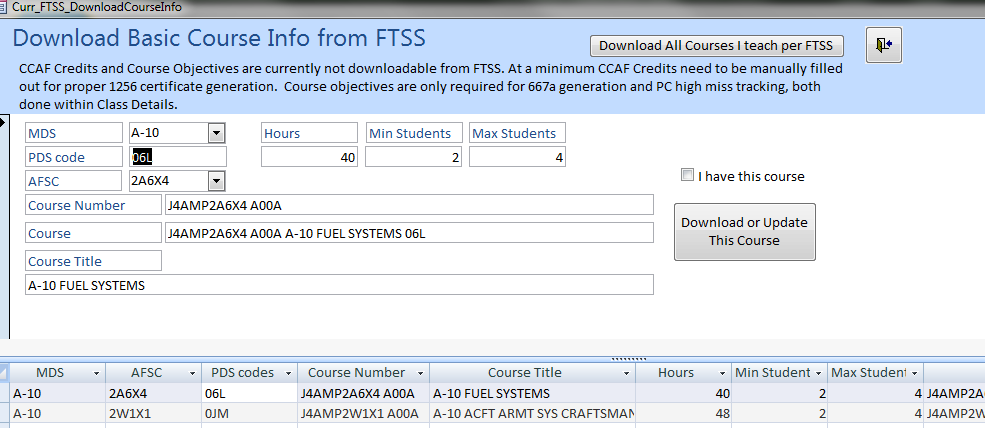 Curr_FTSS_DownloadCourseInfo
Download Basic Course Info from FTSS
Download All Courses I teach per FTSS
CCAF Credits and Course Objectives are currently not downloadable from FTSS. At a minimum CCAF Credits need to be manually filled
out for proper 1256 certificate generation. Course objectives are only required for 667a generation and PC high miss tracking, both
done within Class Details.
MDS A-10 Hours Min Students Max Students
PDS code 06L 40 2 4
AFSC 2A6X4
I have this course
Course Number J4AMP2A6X4 A00A
Download or Update
This Course
Course J4AMP2A6X4 A00A A-10 FUEL SYSTEMS 06L
Course Title
A-10 FUEL SYSTEMS
MDS AFSC PDS codes Course Number Course Title Hours Min Student Max Student
A-10 2A6X4 06L J4AMP2A6X4 A00A A-10 FUEL SYSTEMS 40 2 4 J4AMP2A6
A-10 2W1X1 0JM J4AMP2W1X1 A00A A-10 ACFT ARMT SYS CRAFTSMAN 48 2 4 J4AMP2W